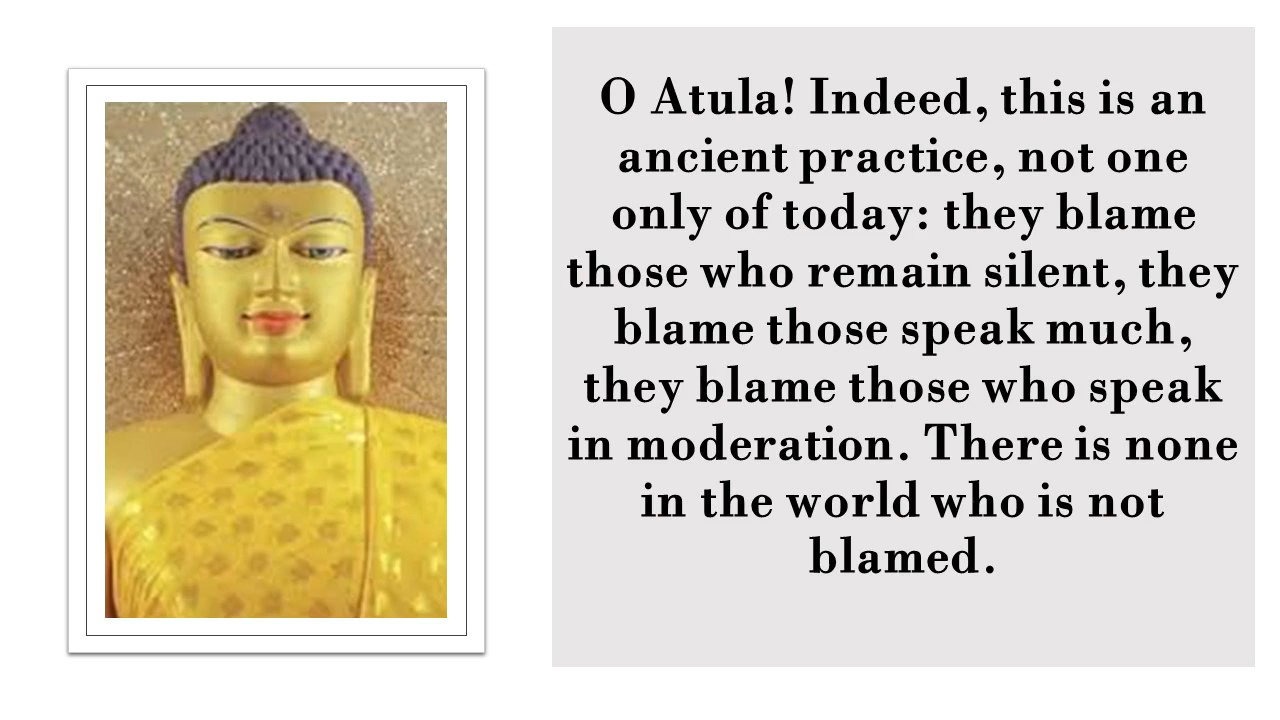 O Atula! Indeed, this is an
ancient practice, not one
only of today: they blame
those who remain silent, they
blame those speak much,
they blame those who speak
in moderation. There is none
in the world who is not
blamed.